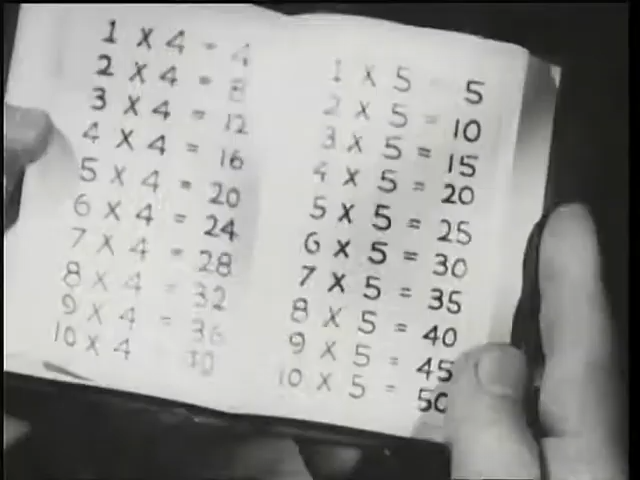 1 X 4 = 4
2 X 4 = 8
3 X 4 = 12
4 X 4 = 16
5 X 4 = 20
6 X 4 = 24
7 X 4 = 28
8 X 4 = 32
9 X 4 = 36
10 X 4 40
1 X 5 5
2 X 5 = 10
3 X 5 = 15
4 X 5 = 20
5 X 5 = 25
6 X 5 = 30
7 X 5 = 35
8 X 5 = 40
9 X 5 = 45
10 X 5 = 50